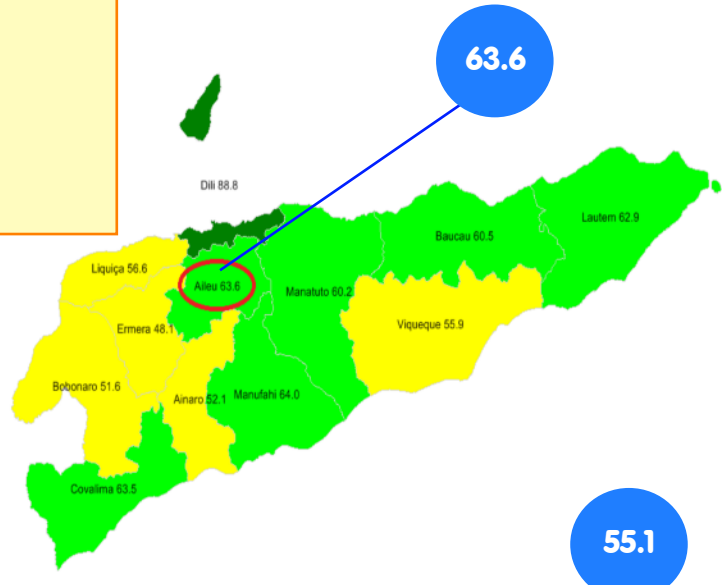 63.6
Dili 88.8
Lautem 62.9
Baucau 60.5
Liquiça 56.6
Aileu 63.6
Manatuto 60.2
Ermera 48.1
Viqueque 55.9
Bobonaro 51.6
Ainaro 52.1
Manufahi 64.0
Covalima 63.5
55.1